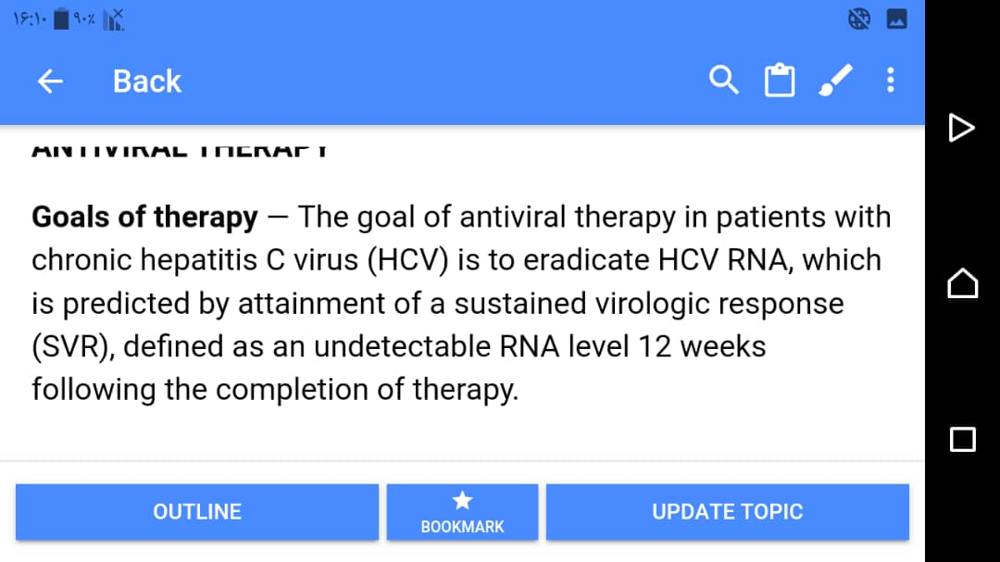 ۱۶:۱۰ ۹۰٪
Back
ANTIVIRAL THERAPY
Goals of therapy — The goal of antiviral therapy in patients with
chronic hepatitis C virus (HCV) is to eradicate HCV RNA, which
is predicted by attainment of a sustained virologic response
(SVR), defined as an undetectable RNA level 12 weeks
following the completion of therapy.
OUTLINE
BOOKMARK
UPDATE TOPIC